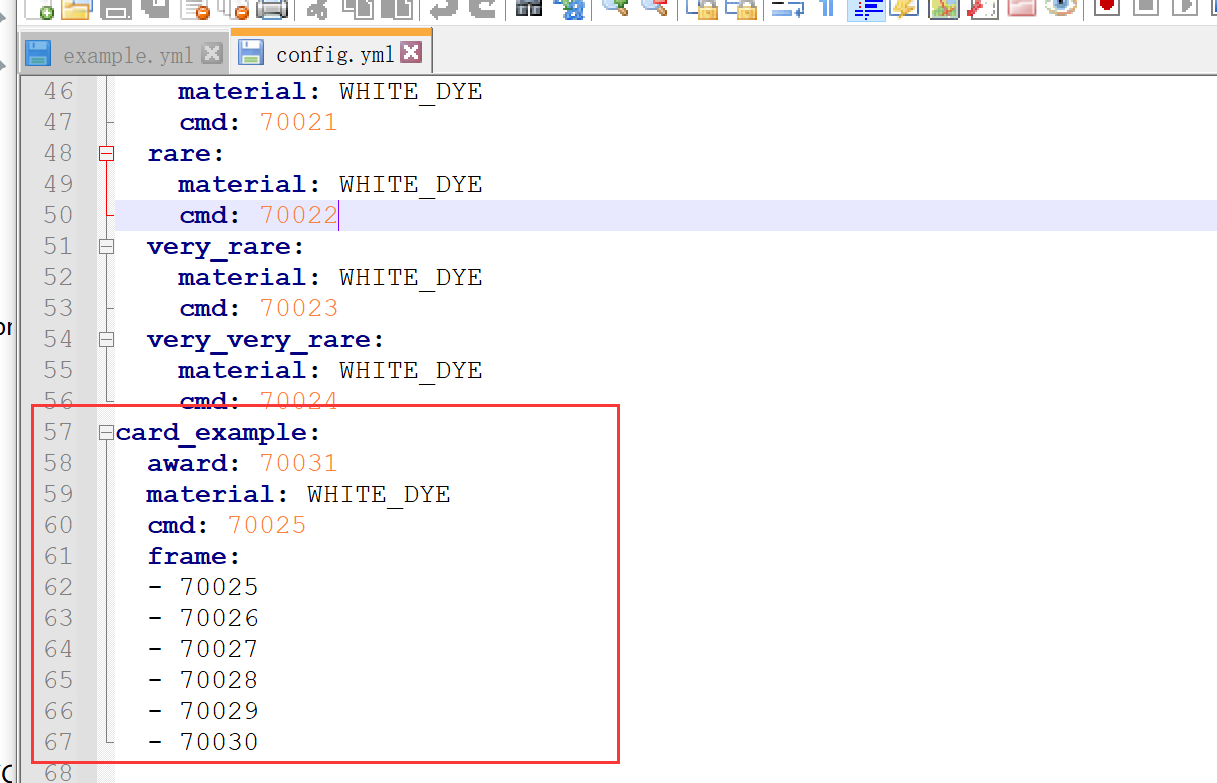 example.yml
config.yml
46 material: WHITE_DYE
47 cmd: 70021
48 rare:
49 material: WHITE_DYE
50 cmd: 70022
51 very_rare:
52 material: WHITE_DYE
53 cmd: 70023
54 very_very_rare:
55 material: WHITE_DYE
56 cmd: 70024
57 card_example:
58 award: 70031
59 material: WHITE_DYE
60 cmd: 70025
61 frame:
62 - 70025
63 - 70026
64 - 70027
65 - 70028
66 - 70029
67 - 70030
68